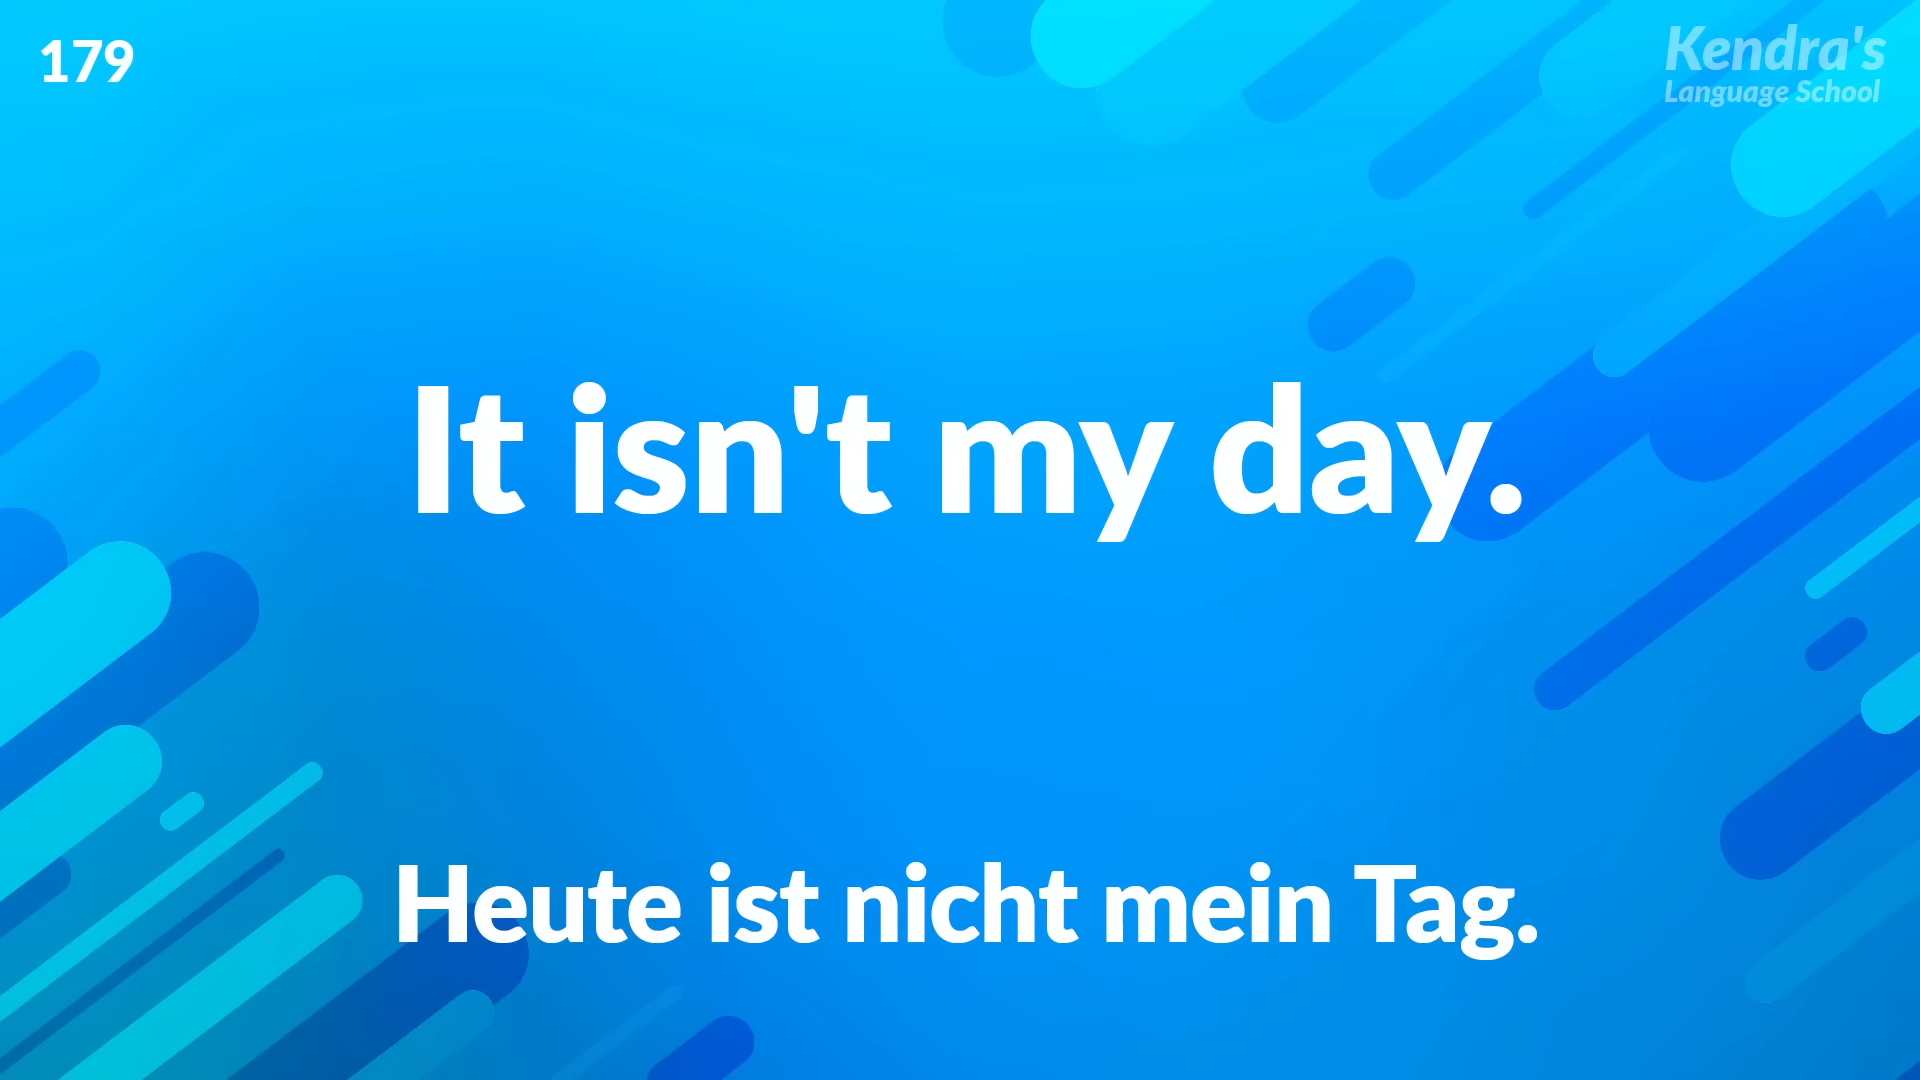 179
Kendra's
Language School
It isn't my day.
Heute ist nicht mein Tag.